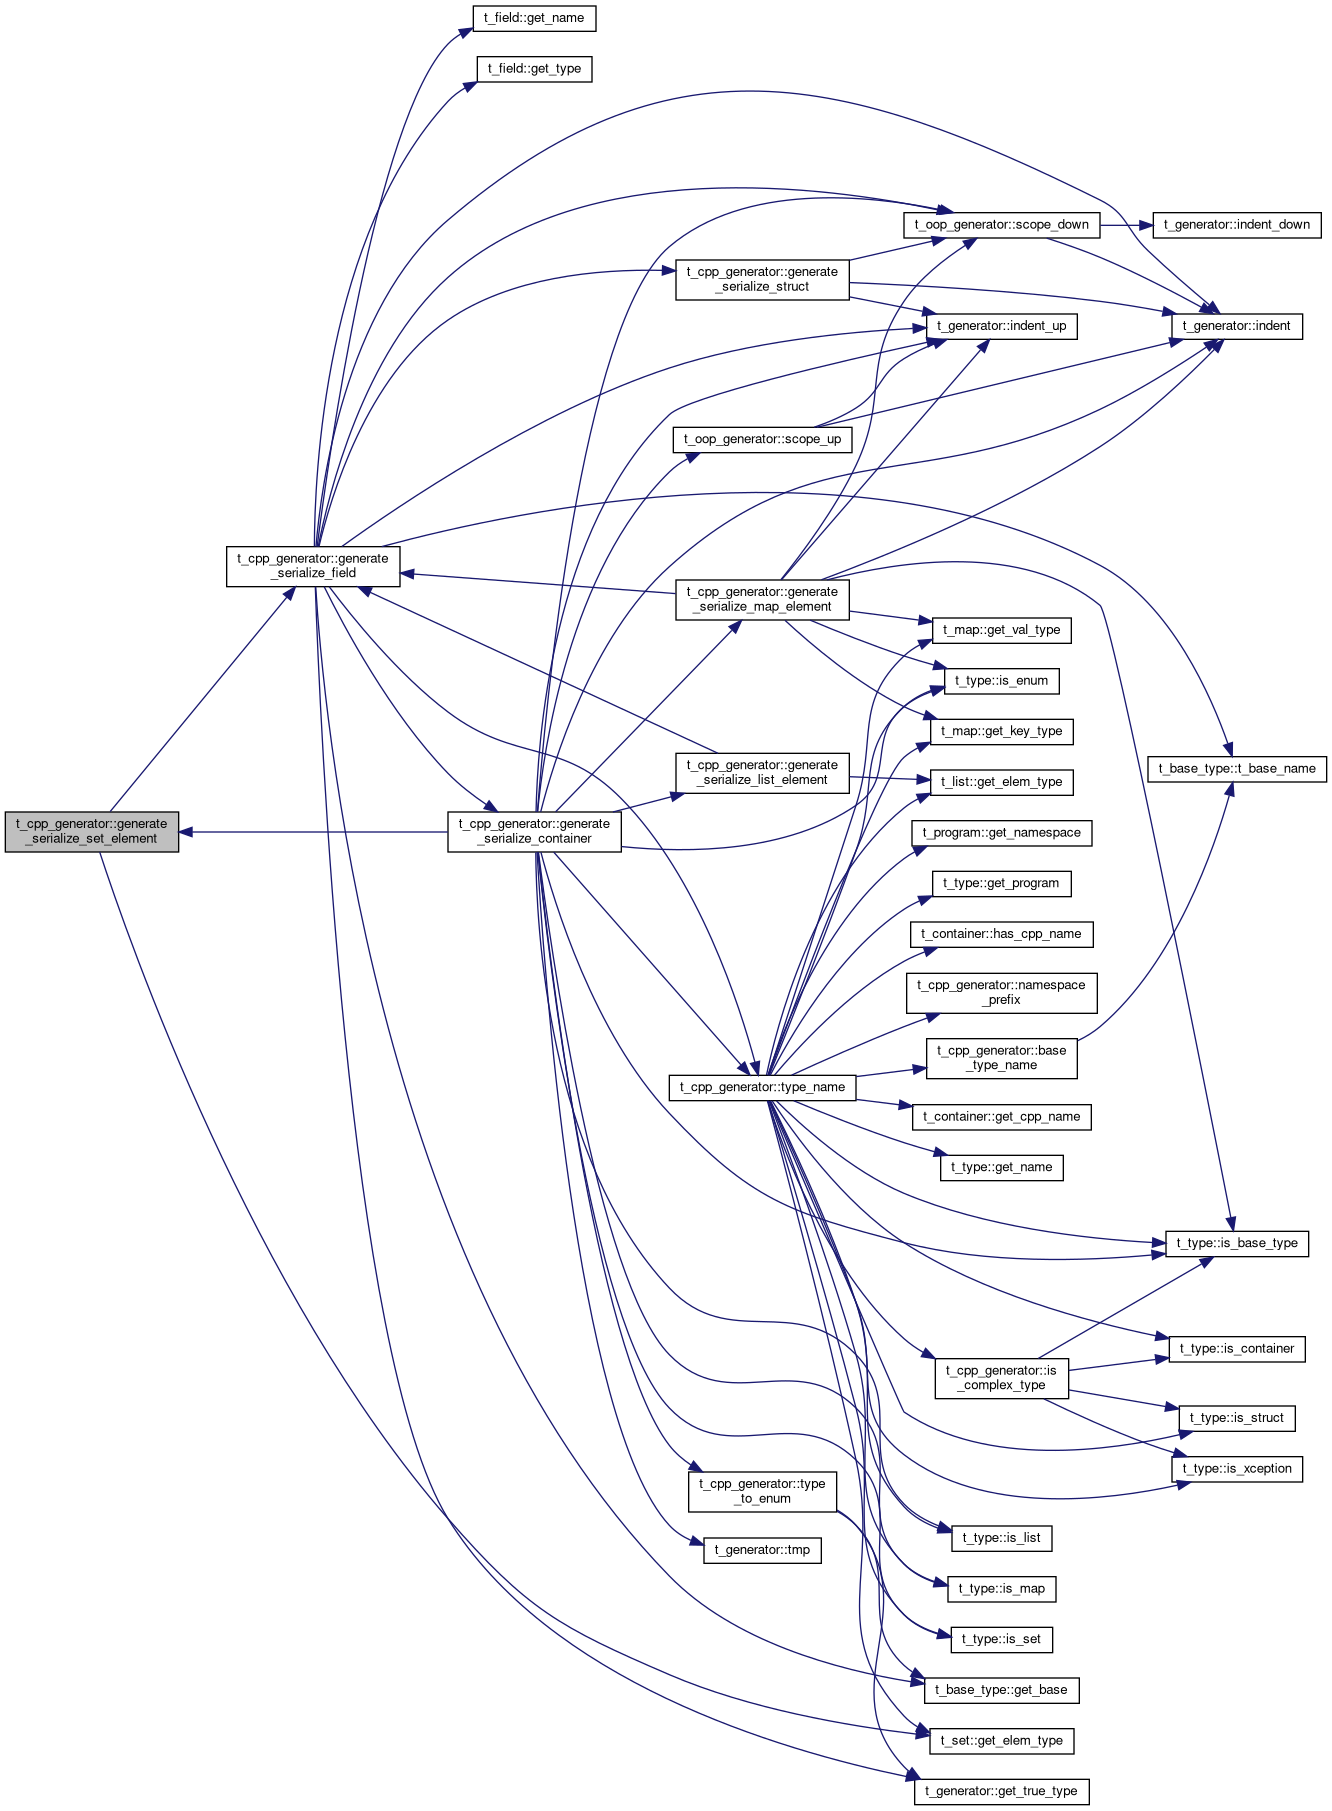 t_field::get_name
t_field::get_type
t_oop_generator::scope_down
t_generator::indent_down
t_cpp_generator::generate
_serialize_struct
t_generator::indent_up
t_generator::indent
t_oop_generator::scope_up
t_cpp_generator::generate
_serialize_field
t_cpp_generator::generate
_serialize_map_element
t_map::get_val_type
t_type::is_enum
t_map::get_key_type
t_cpp_generator::generate
_serialize_list_element
t_list::get_elem_type
t_base_type::t_base_name
t_cpp_generator::generate
_serialize_set_element
t_cpp_generator::generate
_serialize_container
t_program::get_namespace
t_type::get_program
t_container::has_cpp_name
t_cpp_generator::namespace
_prefix
t_cpp_generator::base
_type_name
t_cpp_generator::type_name
t_container::get_cpp_name
t_type::get_name
t_type::is_base_type
t_type::is_container
t_cpp_generator::is
_complex_type
t_type::is_struct
t_type::is_xception
t_cpp_generator::type
_to_enum
t_generator::tmp
t_type::is_list
t_type::is_map
t_type::is_set
t_base_type::get_base
t_set::get_elem_type
t_generator::get_true_type